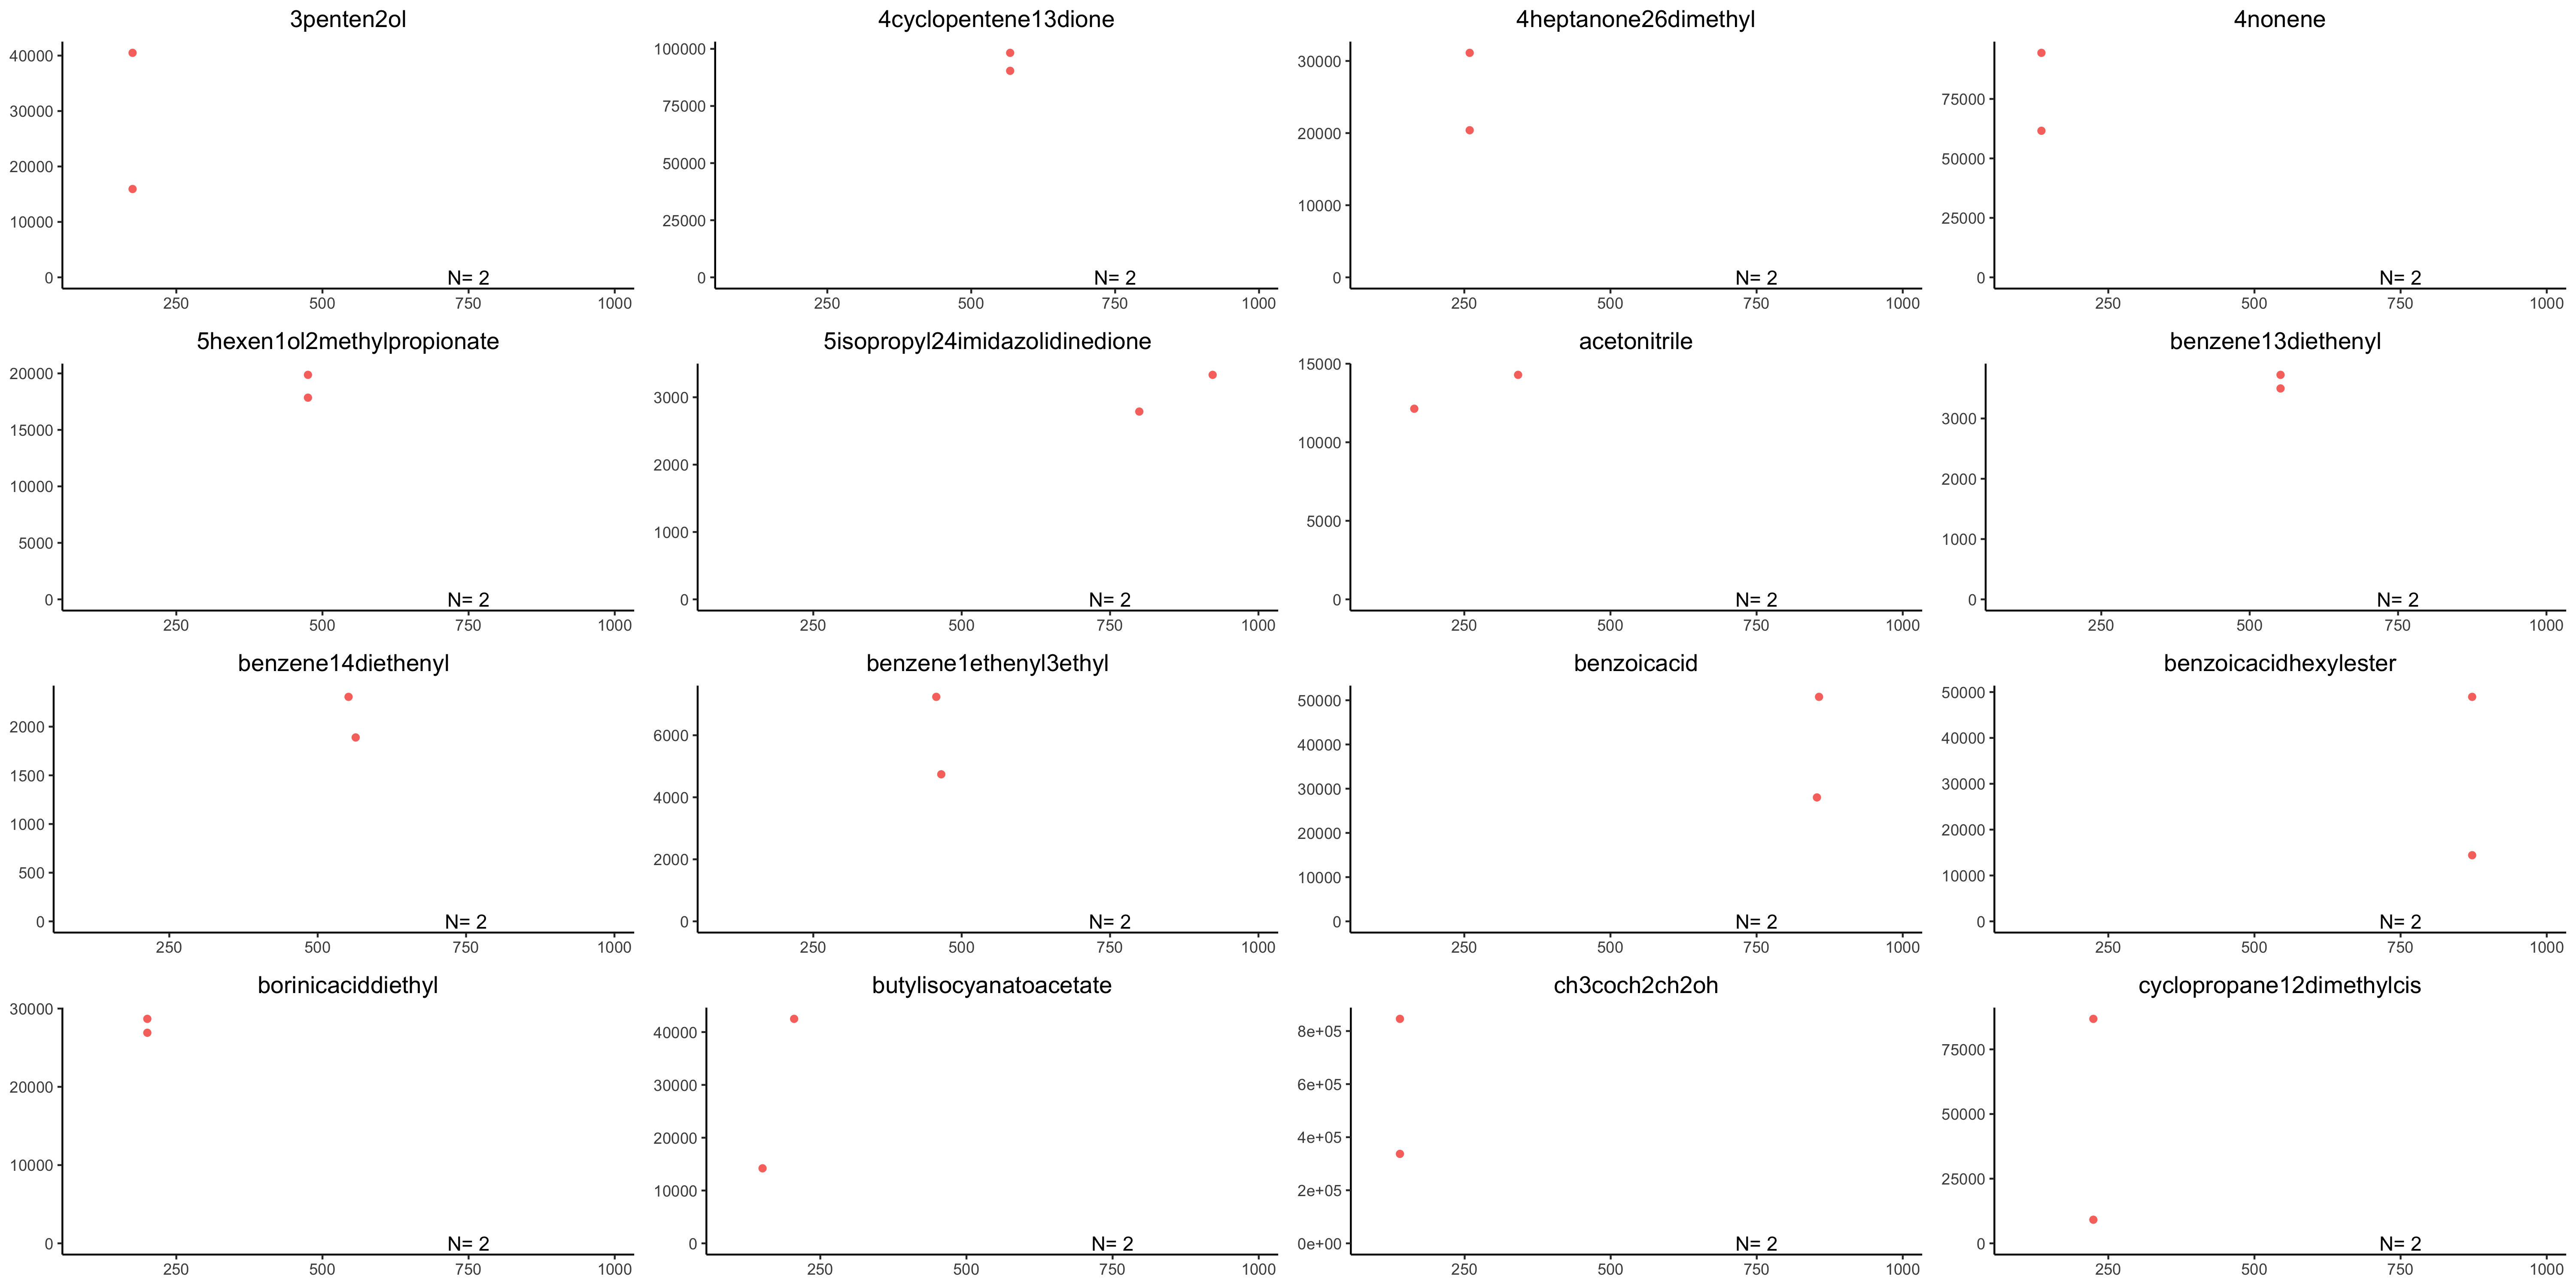 3penten2ol 4cyclopentene13dione 4heptanone26dimethyl 4nonene
40000 100000 30000
30000 75000 75000
20000 50000 20000 50000
10000 25000 10000 25000
0 N= 2 0 N= 2 0 N= 2 0 N= 2
250 500 750 1000 250 500 750 1000 250 500 750 1000 250 500 750 1000
5hexen1ol2methylpropionate 5isopropyl24imidazolidinedione acetonitrile benzene13diethenyl
20000 3000 15000 3000
15000 2000 10000 2000
10000 1000 5000 1000
5000
0 N= 2 0 N= 2 0 N= 2 0 N= 2
250 500 750 1000 250 500 750 1000 250 500 750 1000 250 500 750 1000
benzene14diethenyl benzene1ethenyl3ethyl benzoicacid benzoicacidhexylester
2000 6000 50000 50000
1500 4000 40000 40000
1000 2000 30000 30000
500 20000 20000
10000 10000
0 N= 2 0 N= 2 0 N= 2 0 N= 2
250 500 750 1000 250 500 750 1000 250 500 750 1000 250 500 750 1000
borinicaciddiethyl butylisocyanatoacetate ch3coch2ch2oh cyclopropane12dimethylcis
30000 40000 8e+05 75000
20000 30000 6e+05 50000
10000 20000 4e+05 25000
10000 2e+05
0 N= 2 0 N= 2 0e+00 N= 2 0 N= 2
250 500 750 1000 250 500 750 1000 250 500 750 1000 250 500 750 1000